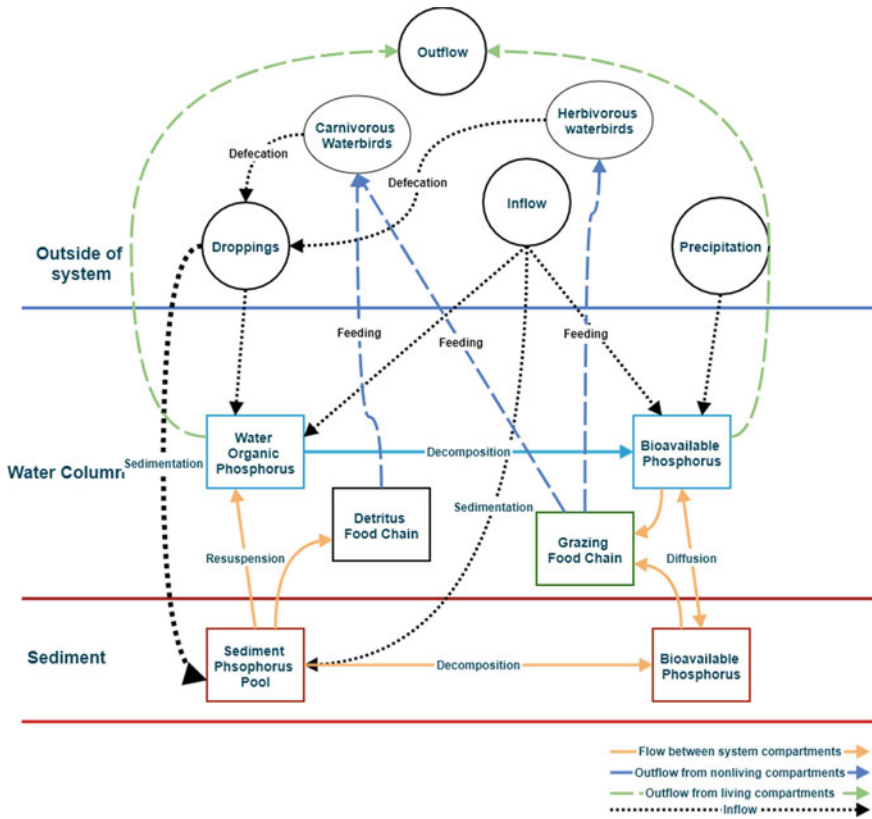 Outflow
Carnivorous
Waterbirds
Herbivorous
waterbirds
Defecation
Defecation
Inflow
Droppings
Precipitation
Outside of
system
Feeding
Feeding
Feeding
Water
Organic
Phosphorus
Decomposition
Bioavailable
Phosphorus
Water Column
Sedimentation
Detritus
Food Chain
Sedimentation
Grazing
Food Chain
Resuspension
Diffusion
Sediment
Sediment
Phsophorus
Pool
Decomposition
Bioavailable
Phosphorus
Flow between system compartments
Outflow from nonliving compartments
Outflow from living compartments
Inflow